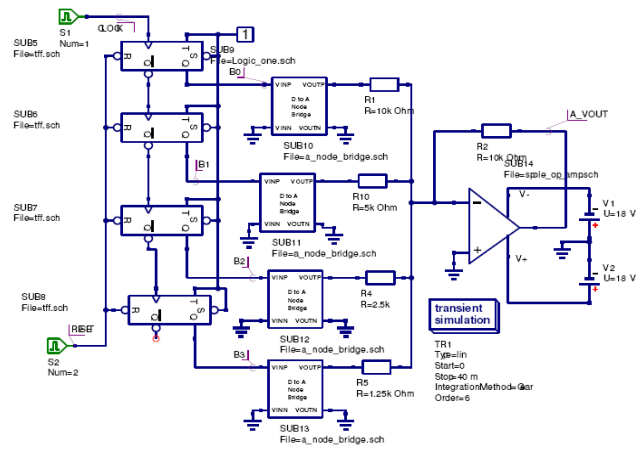 S1
Num=1
CLOCK
SUB5
File=tff.sch
R
Q
T
Q
S
SUB9
File=Logic_one.sch
1
B0
SUB6
File=tff.sch
R
Q
T
Q
S
B1
SUB7
File=tff.sch
R
Q
T
Q
S
B2
SUB8
File=tff.sch
R
Q
T
Q
S
B3
RESET
S2
Num=2
VINP
VOUTP
D to A
Node
Bridge
VINN
VOUTN
SUB10
File=a_node_bridge.sch
VINP
VOUTP
D to A
Node
Bridge
VINN
VOUTN
SUB11
File=a_node_bridge.sch
VINP
VOUTP
D to A
Node
Bridge
VINN
VOUTN
SUB12
File=a_node_bridge.sch
VINP
VOUTP
D to A
Node
Bridge
VINN
VOUTN
SUB13
File=a_node_bridge.sch
R1
R=10k Ohm
R10
R=5k Ohm
R4
R=2.5k
R5
R=1.25k Ohm
A_VOUT
R2
R=10k Ohm
SUB14
V-
V+
V1
U=18 V
V2
U=18 V
transient
simulation
TR1
Type=lin
Start=0
Stop=40 m
IntegrationMethod=Gear
Order=6